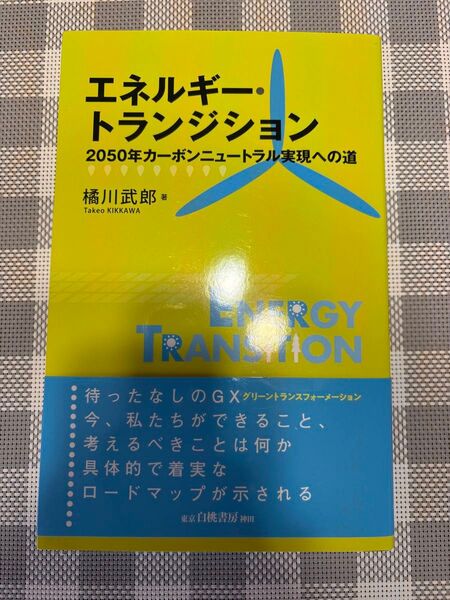 エネルギー・
トランジション
2050年カーボンニュートラル実現への道
橘川武郎 著
Takeo KIKKAWA
ENERGY
TRANSITION
待ったなしのGX グリーントランスフォーメーション
今、私たちができること、
考えるべきことは何か
具体的で着実な
ロードマップが示される
東京 白桃書房 神田